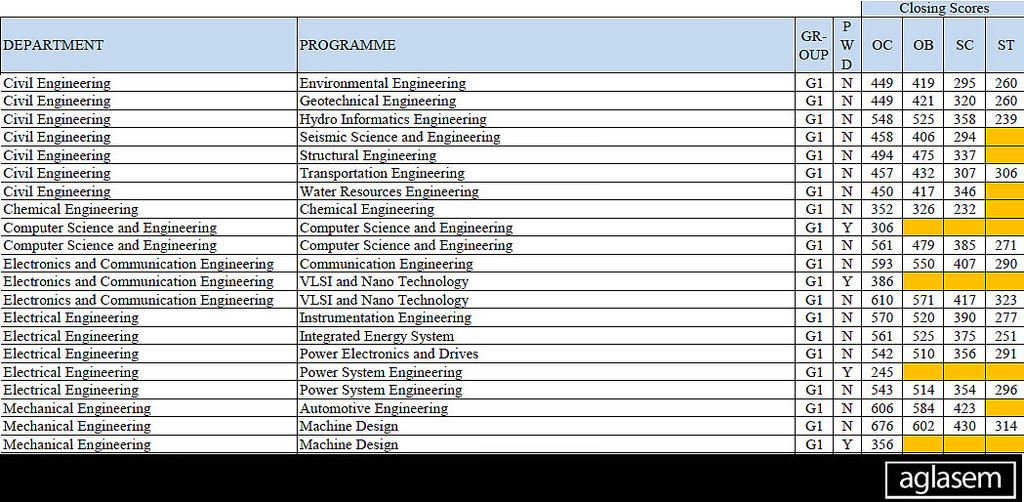 Closing Scores
DEPARTMENT PROGRAMME GR-OUP PWD OC OB SC ST
Civil Engineering Environmental Engineering G1 N 449 419 295 260
Civil Engineering Geotechnical Engineering G1 N 449 421 320 260
Civil Engineering Hydro Informatics Engineering G1 N 548 525 358 239
Civil Engineering Seismic Science and Engineering G1 N 458 406 294
Civil Engineering Structural Engineering G1 N 494 475 337
Civil Engineering Transportation Engineering G1 N 457 432 307 306
Civil Engineering Water Resources Engineering G1 N 450 417 346
Chemical Engineering Chemical Engineering G1 N 352 326 232
Computer Science and Engineering Computer Science and Engineering G1 Y 306
Computer Science and Engineering Computer Science and Engineering G1 N 561 479 385 271
Electronics and Communication Engineering Communication Engineering G1 N 593 550 407 290
Electronics and Communication Engineering VLSI and Nano Technology G1 Y 386
Electronics and Communication Engineering VLSI and Nano Technology G1 N 610 571 417 323
Electrical Engineering Instrumentation Engineering G1 N 570 520 390 277
Electrical Engineering Integrated Energy System G1 N 561 525 375 251
Electrical Engineering Power Electronics and Drives G1 N 542 510 356 291
Electrical Engineering Power System Engineering G1 Y 245
Electrical Engineering Power System Engineering G1 N 543 514 354 296
Mechanical Engineering Automotive Engineering G1 N 606 584 423
Mechanical Engineering Machine Design G1 N 676 602 430 314
Mechanical Engineering Machine Design G1 Y 356
aglasem